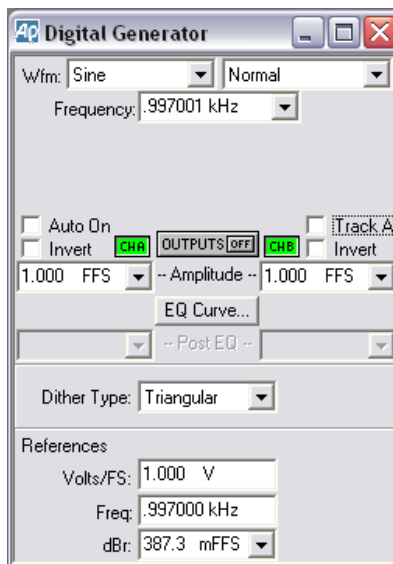 Ap Digital Generator
Wfm: Sine Normal
Frequency: .997001 kHz
Auto On Track A
Invert CHA OUTPUTS OFF CHB Invert
1.000 FFS -- Amplitude -- 1.000 FFS
EQ Curve...
-- Post EQ --
Dither Type: Triangular
References
Volts/FS: 1.000 V
Freq: .997000 kHz
dBr: 387.3 mFFS